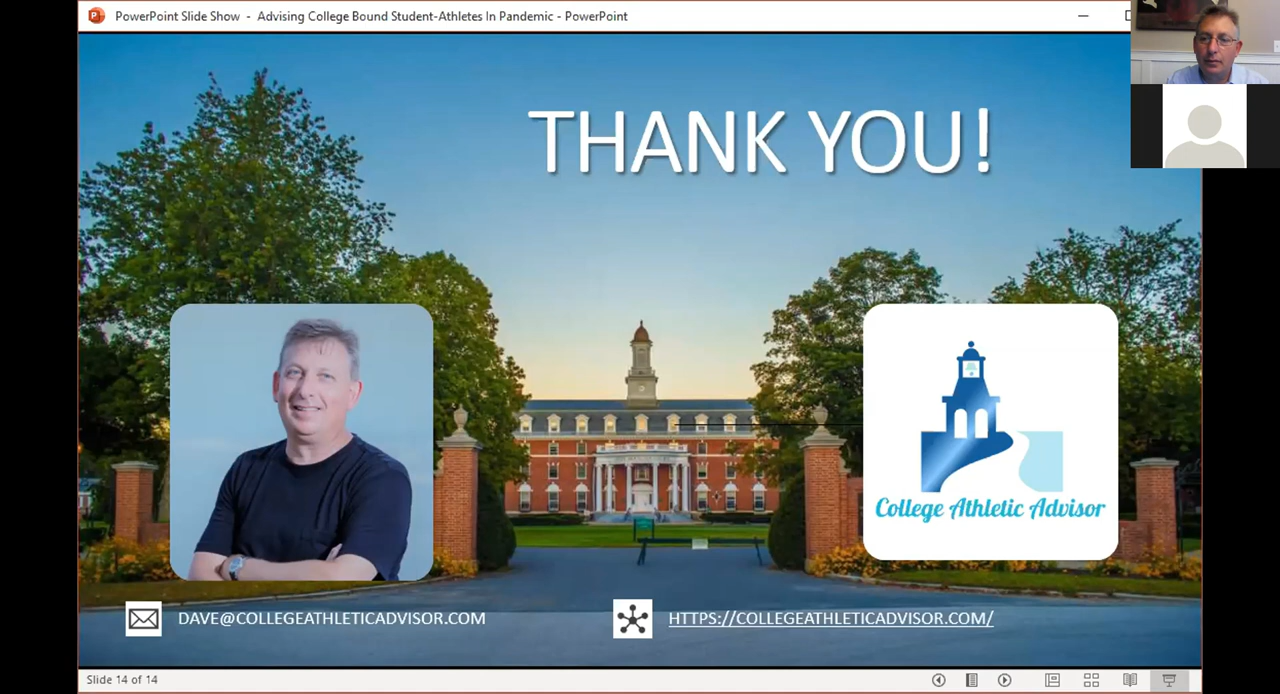 PowerPoint Slide Show - Advising College Bound Student-Athletes In Pandemic - PowerPoint
THANK YOU!
College Athletic Advisor
DAVE@COLLEGEATHLETICADVISOR.COM
HTTPS://COLLEGEATHLETICADVISOR.COM/
Slide 14 of 14